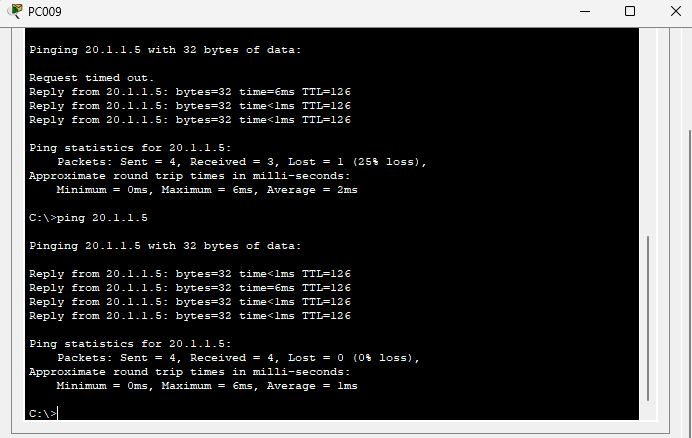 PC009
Pinging 20.1.1.5 with 32 bytes of data:
Request timed out.
Reply from 20.1.1.5: bytes=32 time=6ms TTL=126
Reply from 20.1.1.5: bytes=32 time<1ms TTL=126
Reply from 20.1.1.5: bytes=32 time<1ms TTL=126
Ping statistics for 20.1.1.5:
    Packets: Sent = 4, Received = 3, Lost = 1 (25% loss),
Approximate round trip times in milli-seconds:
    Minimum = 0ms, Maximum = 6ms, Average = 2ms
C:\>ping 20.1.1.5
Pinging 20.1.1.5 with 32 bytes of data:
Reply from 20.1.1.5: bytes=32 time<1ms TTL=126
Reply from 20.1.1.5: bytes=32 time=6ms TTL=126
Reply from 20.1.1.5: bytes=32 time<1ms TTL=126
Reply from 20.1.1.5: bytes=32 time<1ms TTL=126
Ping statistics for 20.1.1.5:
    Packets: Sent = 4, Received = 4, Lost = 0 (0% loss),
Approximate round trip times in milli-seconds:
    Minimum = 0ms, Maximum = 6ms, Average = 1ms
C:\>